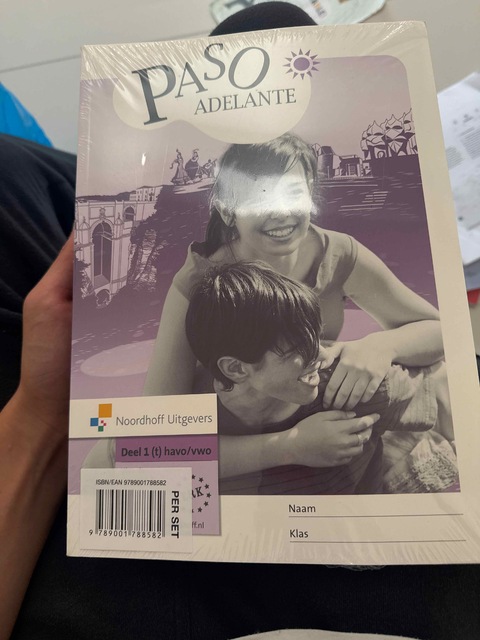 PASO
ADELANTE
Noordhoff Uitgevers
Deel 1 (t) havo/vwo
ISBN/EAN 9789001788582
PER SET
9 789001 788582
Naam
Klas